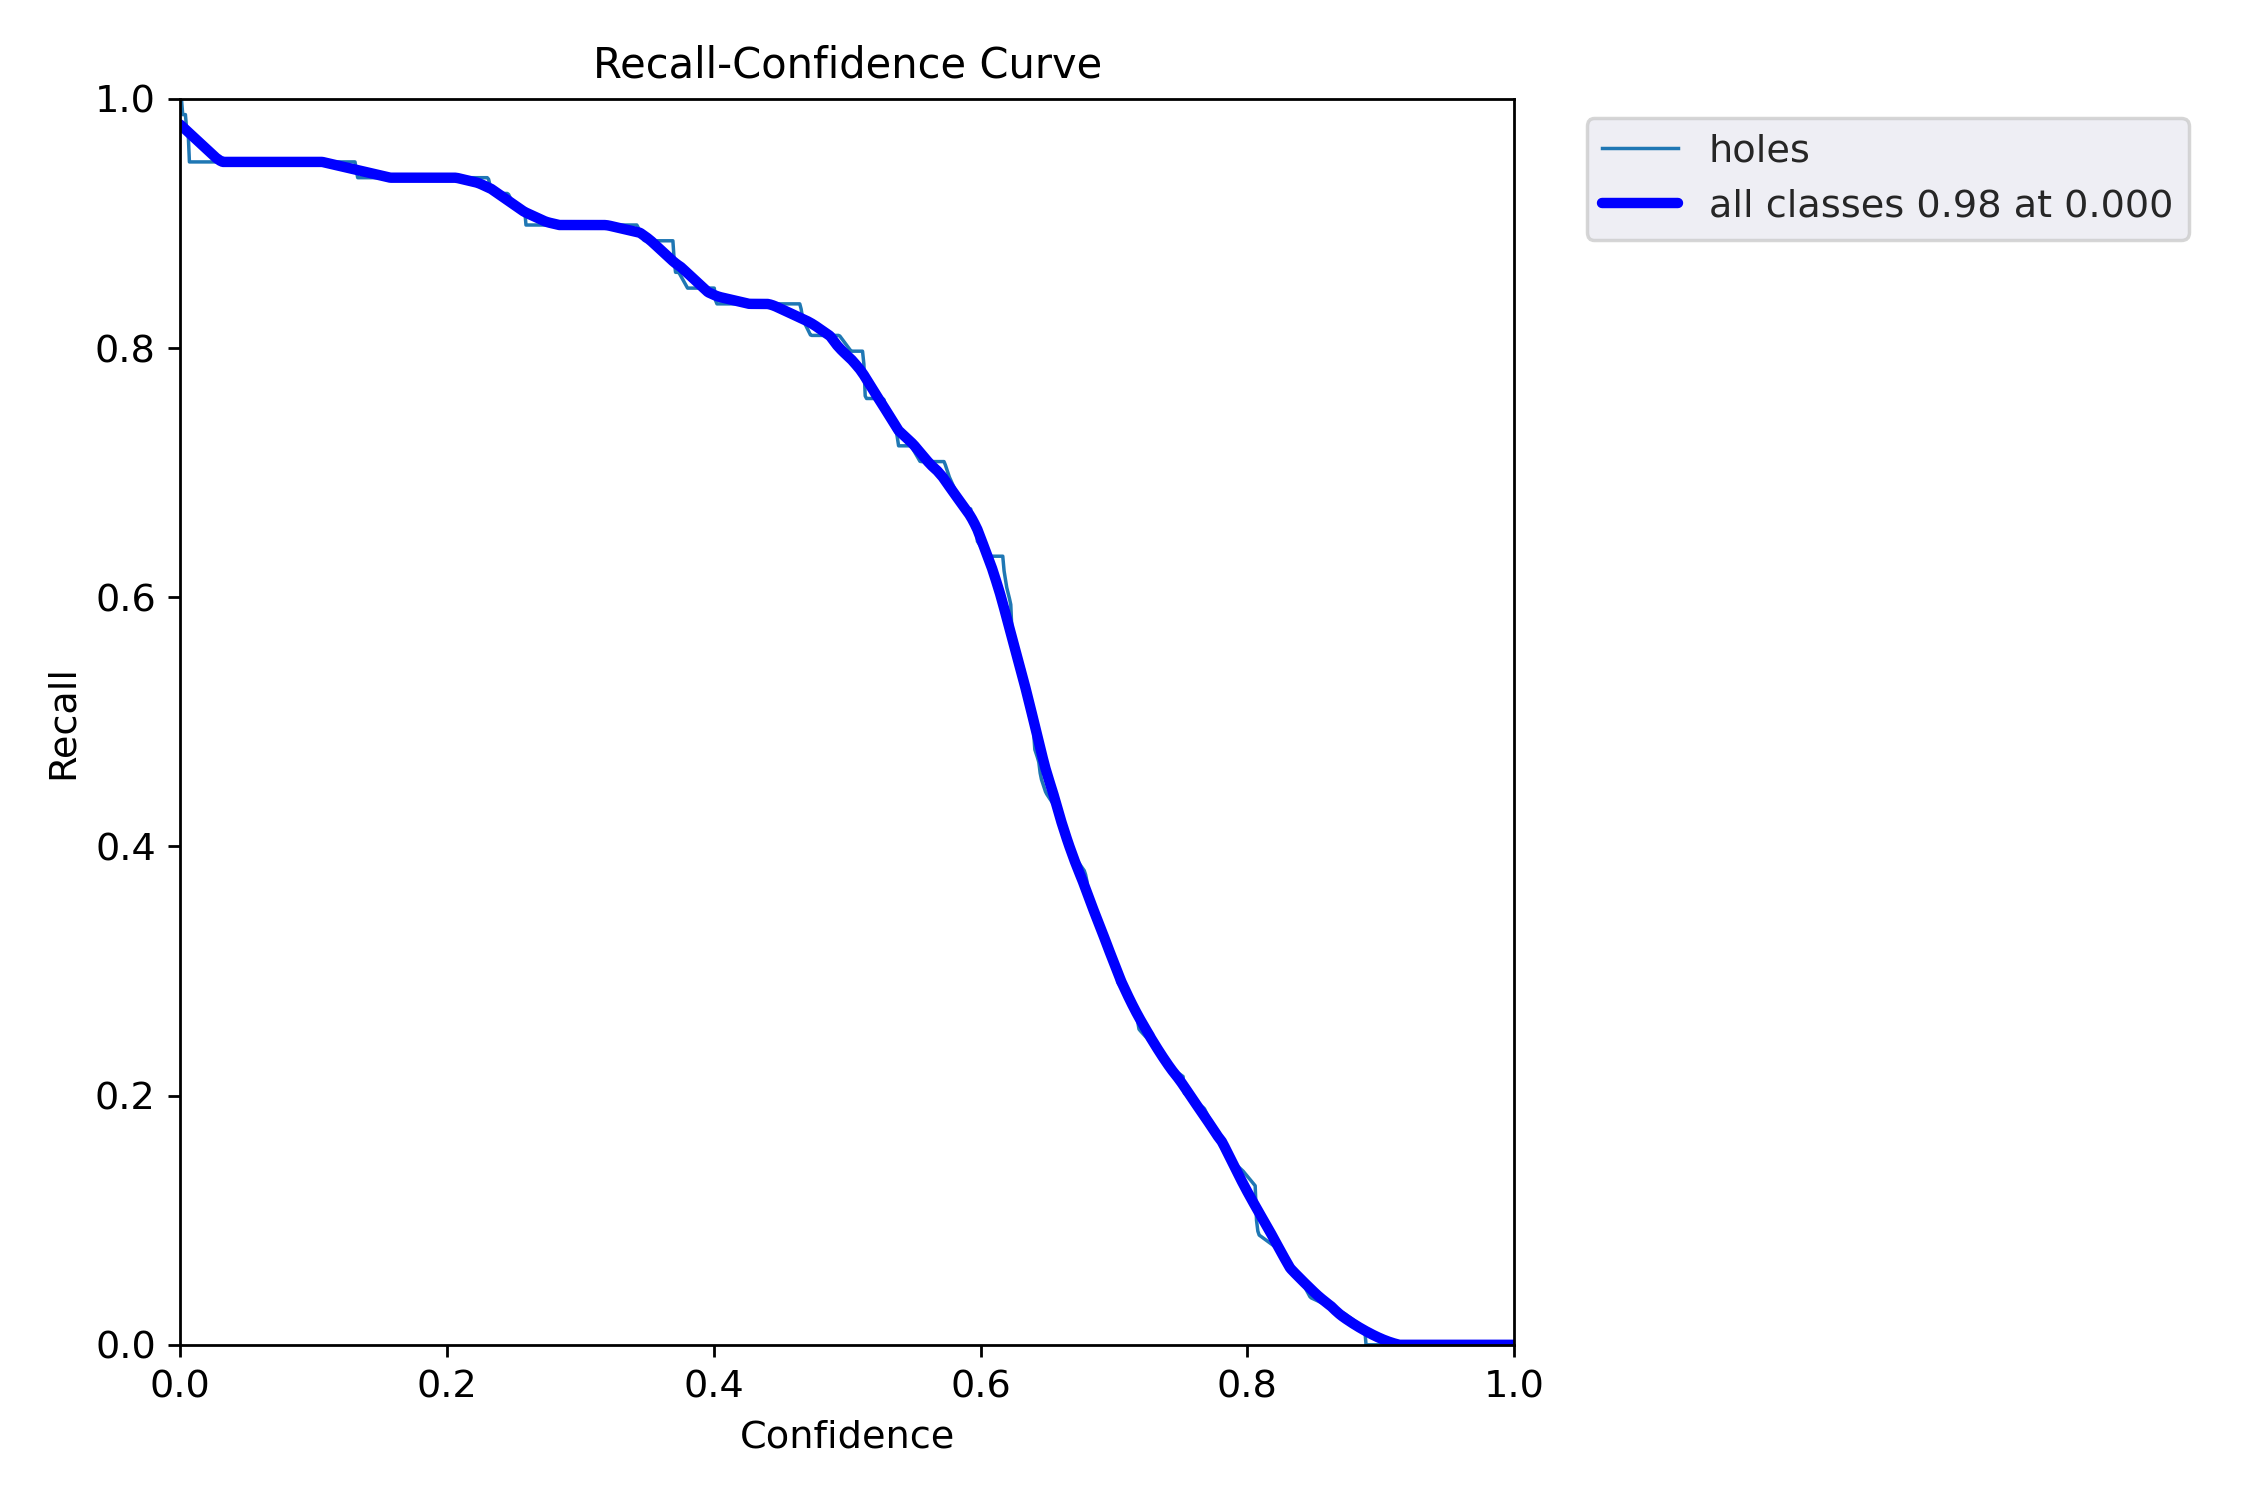 Recall-Confidence Curve
1.0
0.8
0.6
0.4
0.2
0.0
Recall
0.0 0.2 0.4 0.6 0.8 1.0
Confidence
holes
all classes 0.98 at 0.000